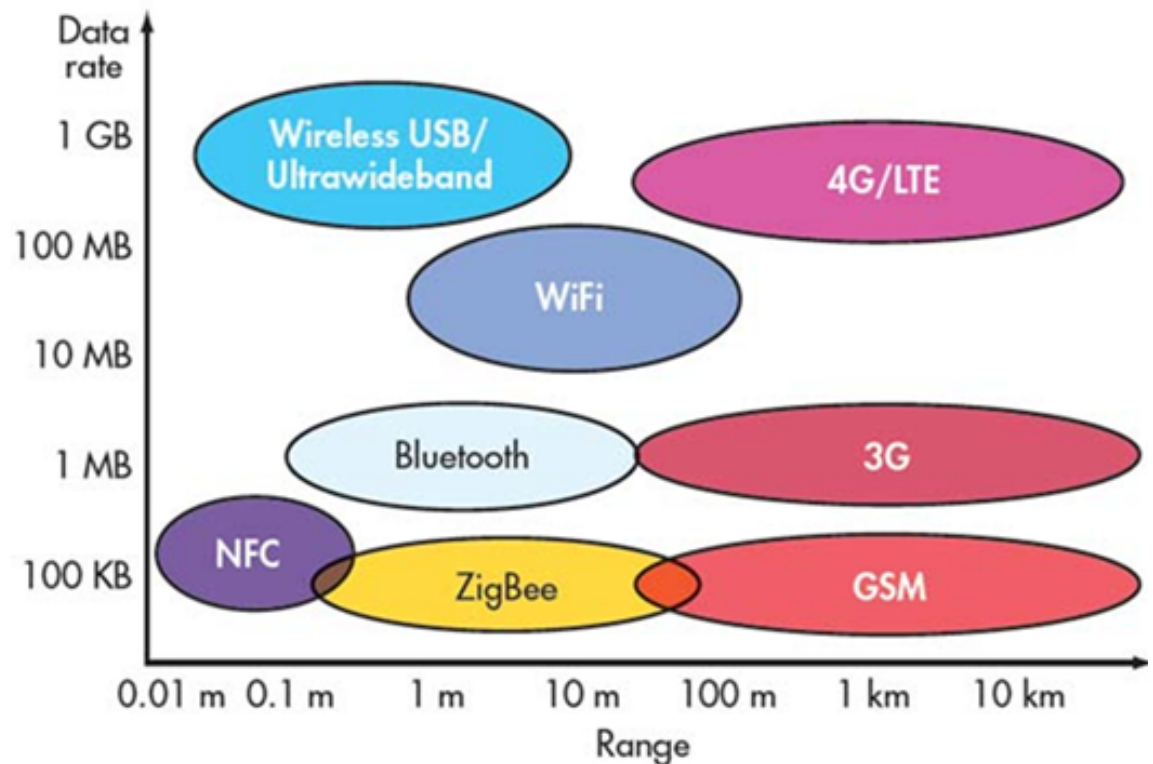 Data
rate
1 GB
100 MB
10 MB
1 MB
100 KB
Wireless USB/
Ultrawideband
4G/LTE
WiFi
Bluetooth
3G
NFC
ZigBee
GSM
0.01 m 0.1 m 1 m 10 m 100 m 1 km 10 km
Range